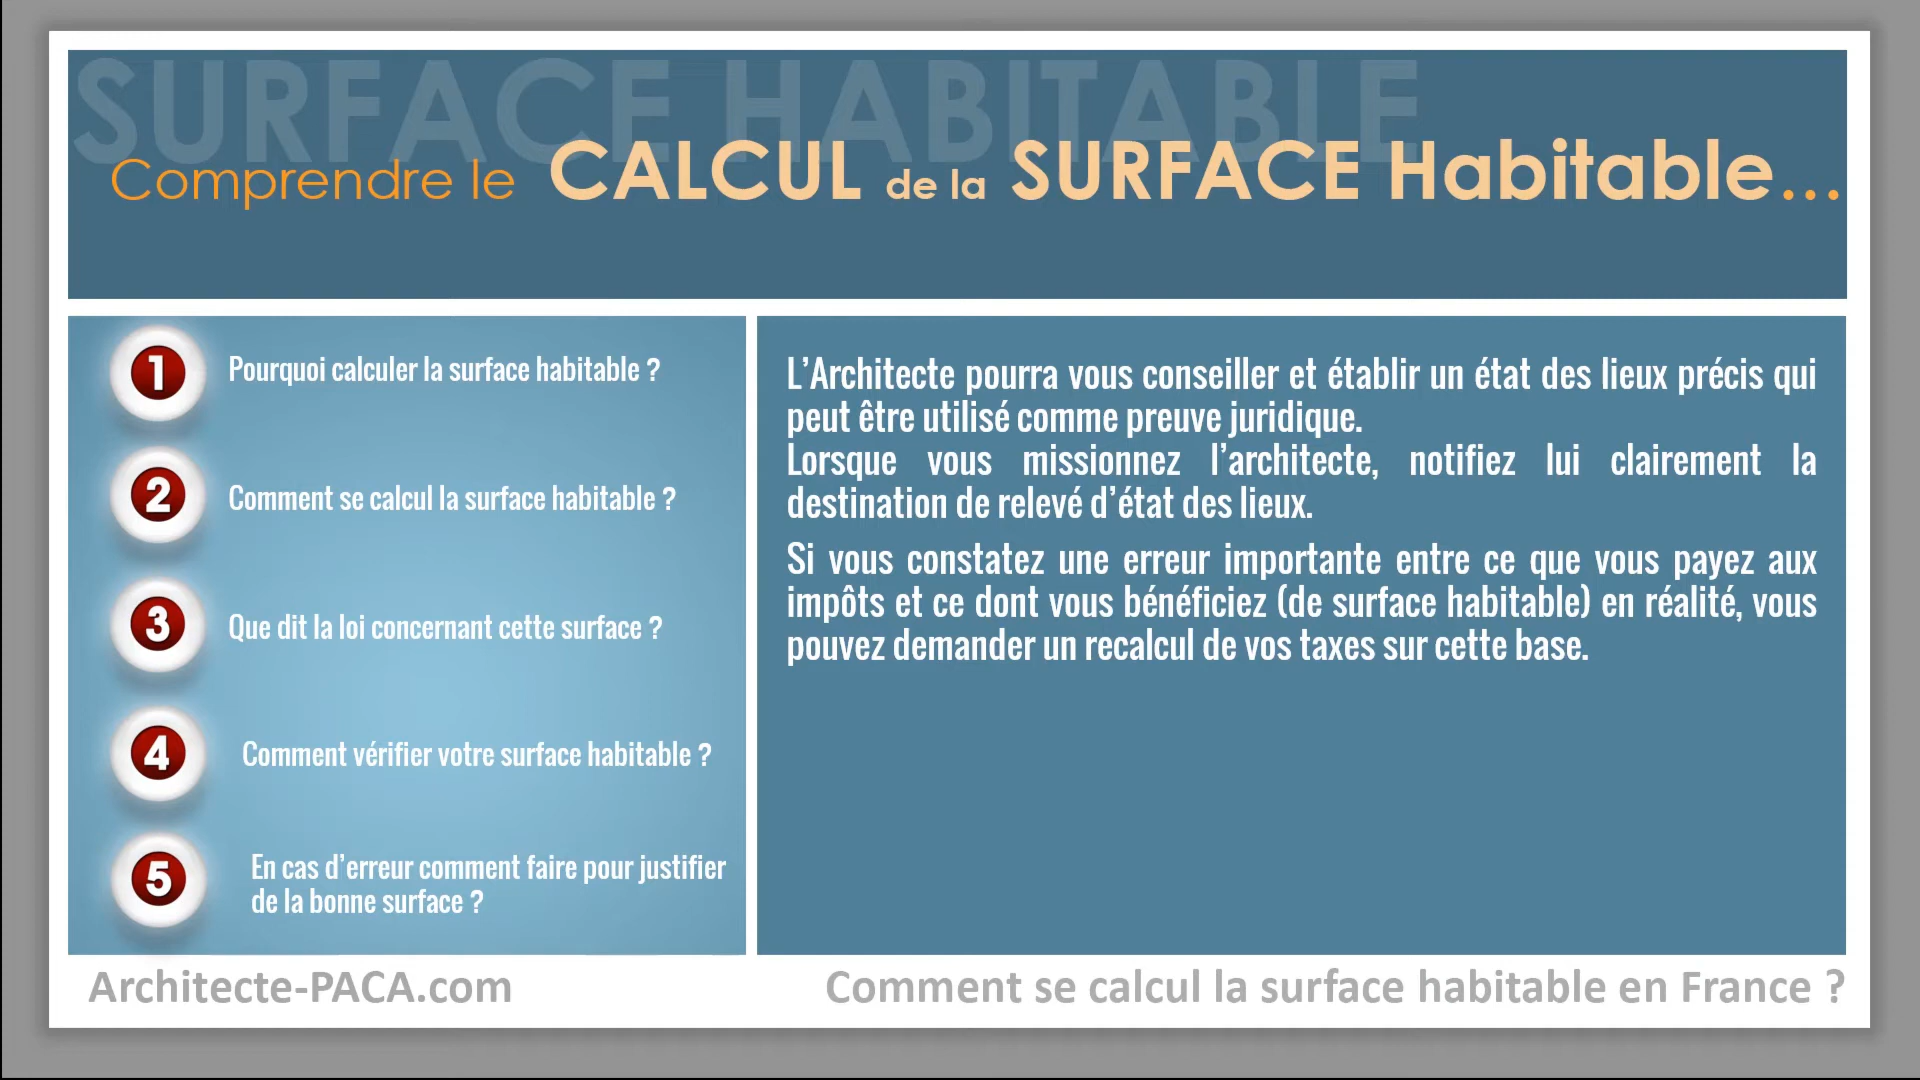 SURFACE HABITABLE
Comprendre le CALCUL de la SURFACE Habitable...
1 Pourquoi calculer la surface habitable ?
2 Comment se calcul la surface habitable ?
3 Que dit la loi concernant cette surface ?
4 Comment vérifier votre surface habitable ?
5 En cas d’erreur comment faire pour justifier
de la bonne surface ?
L’Architecte pourra vous conseiller et établir un état des lieux précis qui
peut être utilisé comme preuve juridique.
Lorsque vous missionnez l’architecte, notifiez lui clairement la
destination de relevé d’état des lieux.
Si vous constatez une erreur importante entre ce que vous payez aux
impôts et ce dont vous bénéficiez (de surface habitable) en réalité, vous
pouvez demander un recalcul de vos taxes sur cette base.
Architecte-PACA.com
Comment se calcul la surface habitable en France ?